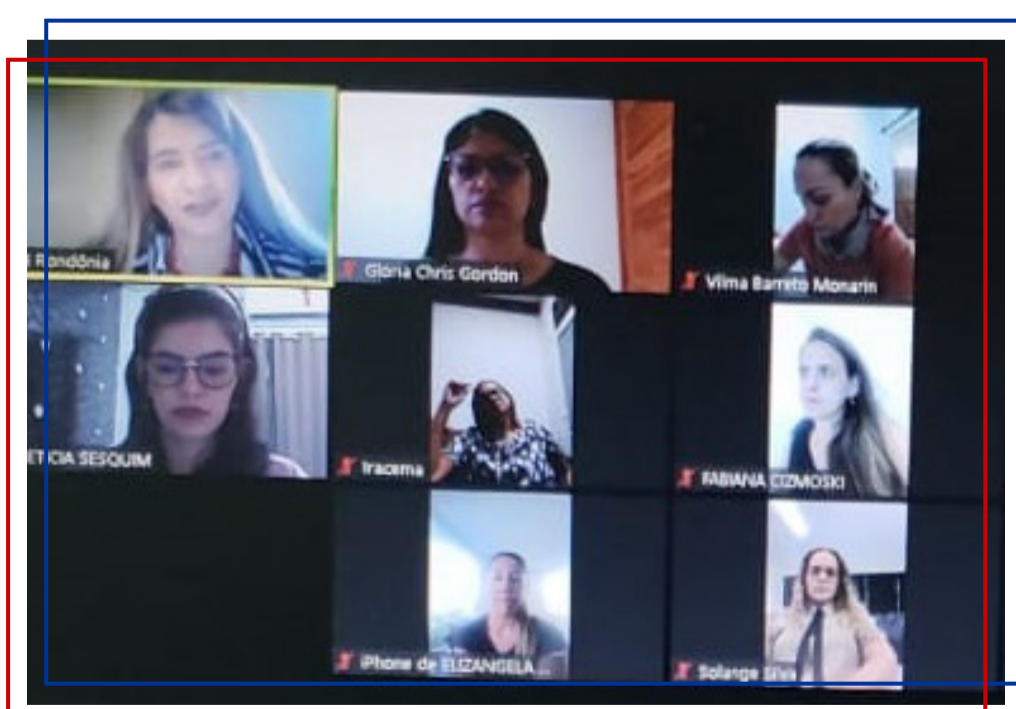 Rondônia
Gloria Chris Gordon
Vilma Barreto Monarin
ETICIA SESQUIM
Iracema
FABIANA CIZMOSKI
iPhone de ELIZANGELA...
Solange Silva